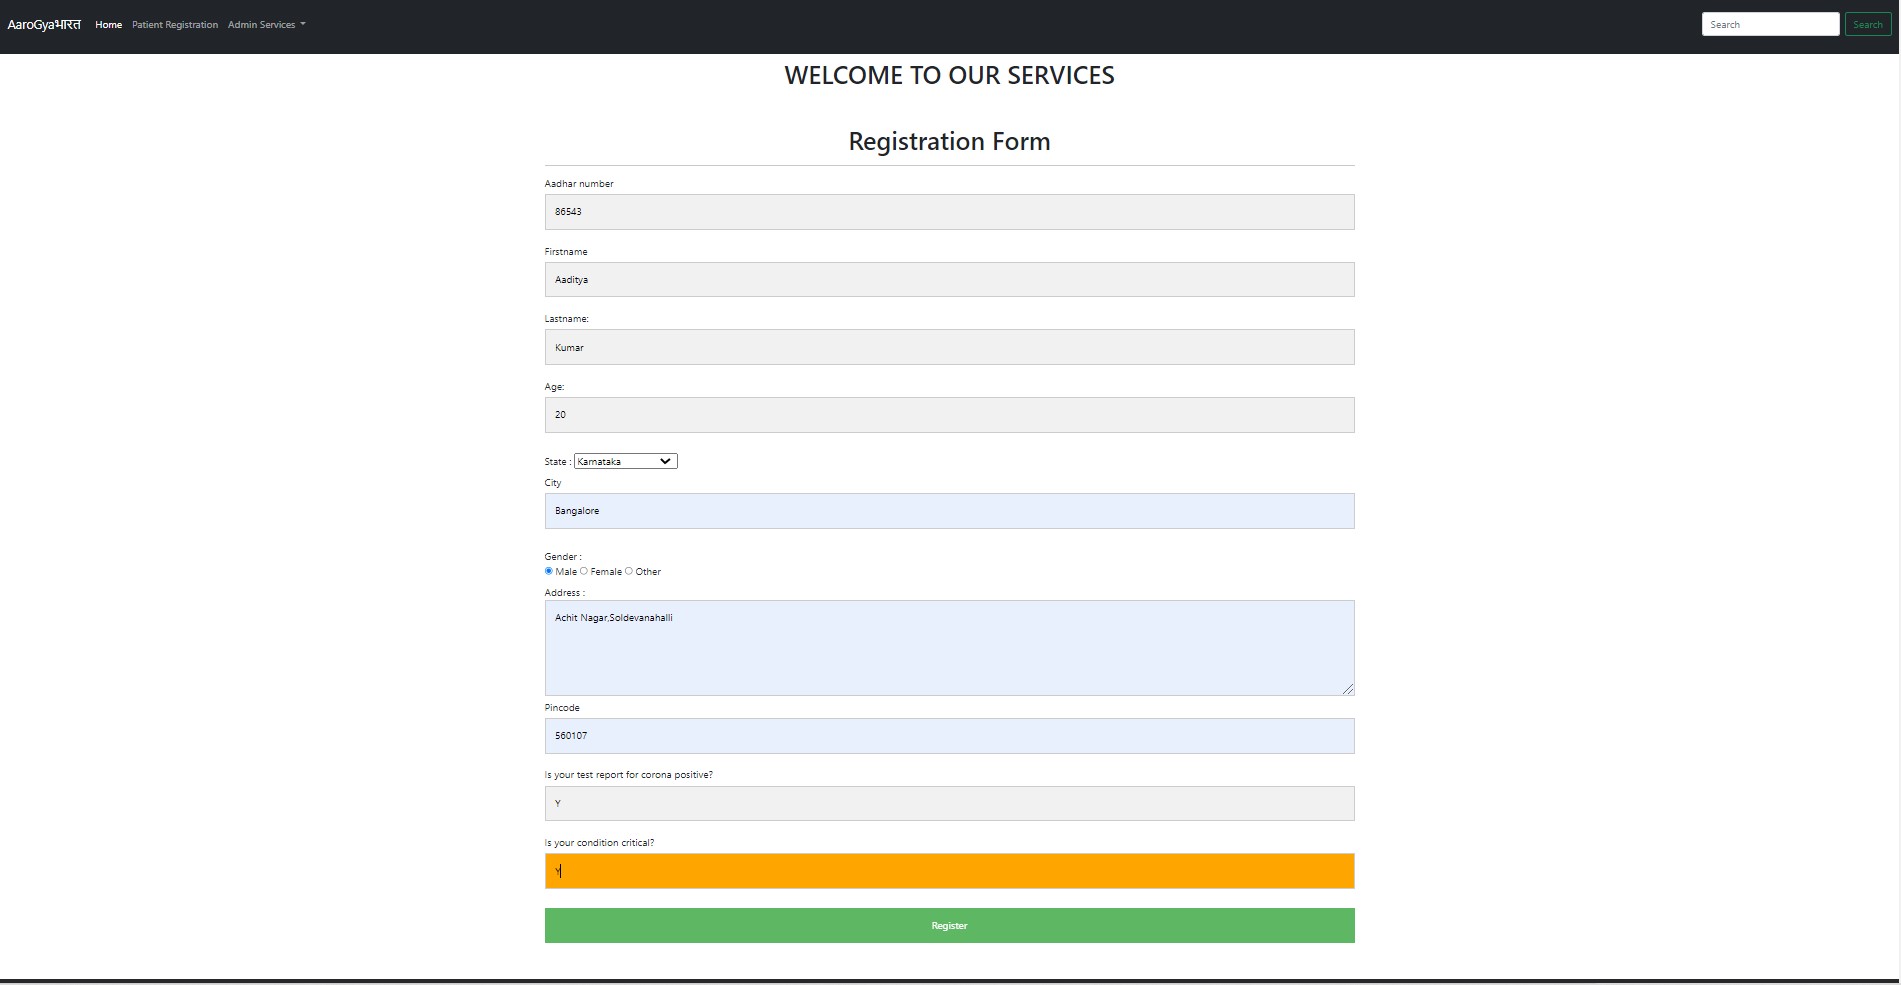 AaroGyaभारत Home Patient Registration Admin Services Search Search
WELCOME TO OUR SERVICES
Registration Form
Aadhar number
86543
Firstname
Aaditya
Lastname:
Kumar
Age:
20
State : Karnataka
City
Bangalore
Gender :
Male Female Other
Address :
Achit Nagar,Soldevanahalli
Pincode
560107
Is your test report for corona positive?
Y
Is your condition critical?
Y
Register